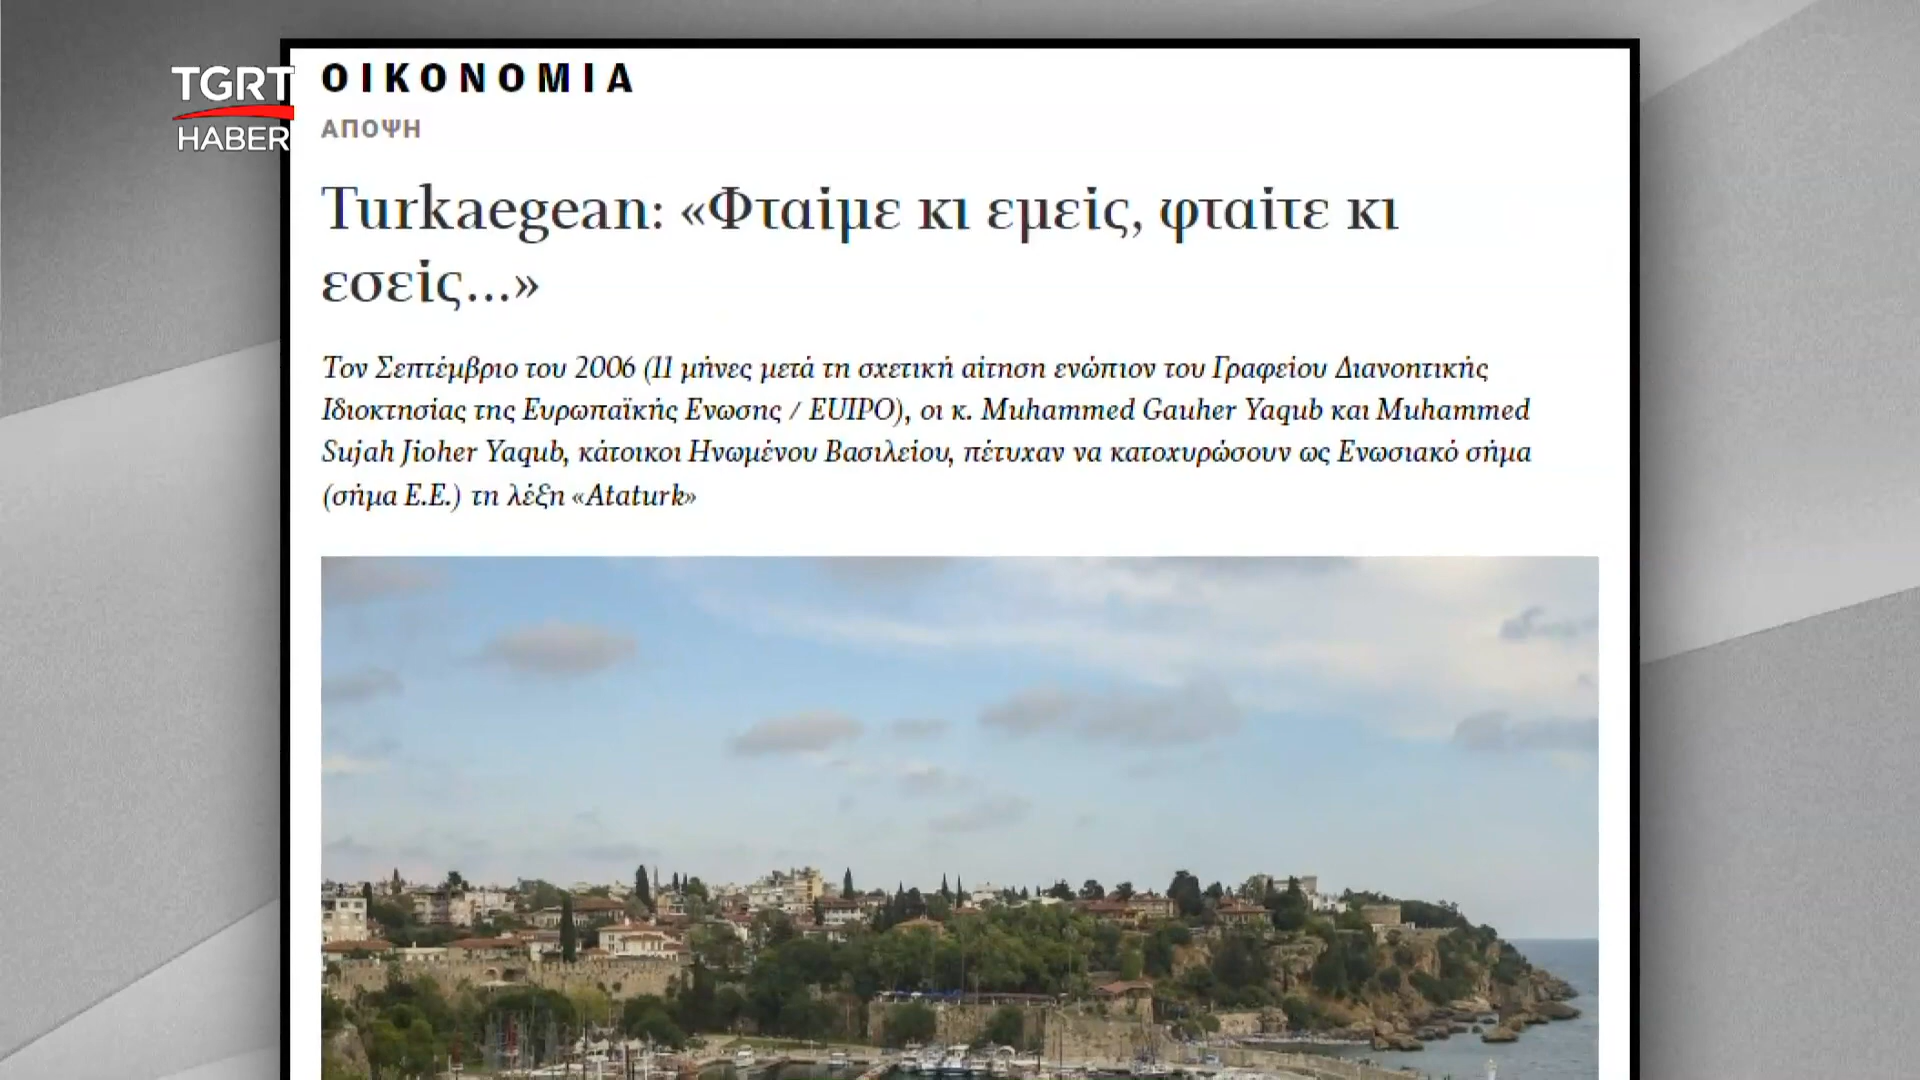 TGRT
HABER
ΟΙΚΟΝΟΜΙΑ
ΑΠΟΨΗ
Turkaegean: «Φταίμε κι εμείς, φταίτε κι
εσείς...»
Τον Σεπτέμβριο του 2006 (11 μήνες μετά τη σχετική αίτηση ενώπιον του Γραφείου Διανοητικής
Ιδιοκτησίας της Ευρωπαϊκής Ενωσης / EUIPO), οι κ. Muhammed Gauher Yaqub και Muhammed
Sujah Jioher Yaqub, κάτοικοι Ηνωμένου Βασιλείου, πέτυχαν να κατοχυρώσουν ως Ενωσιακό σήμα
(σήμα Ε.Ε.) τη λέξη «Ataturk»